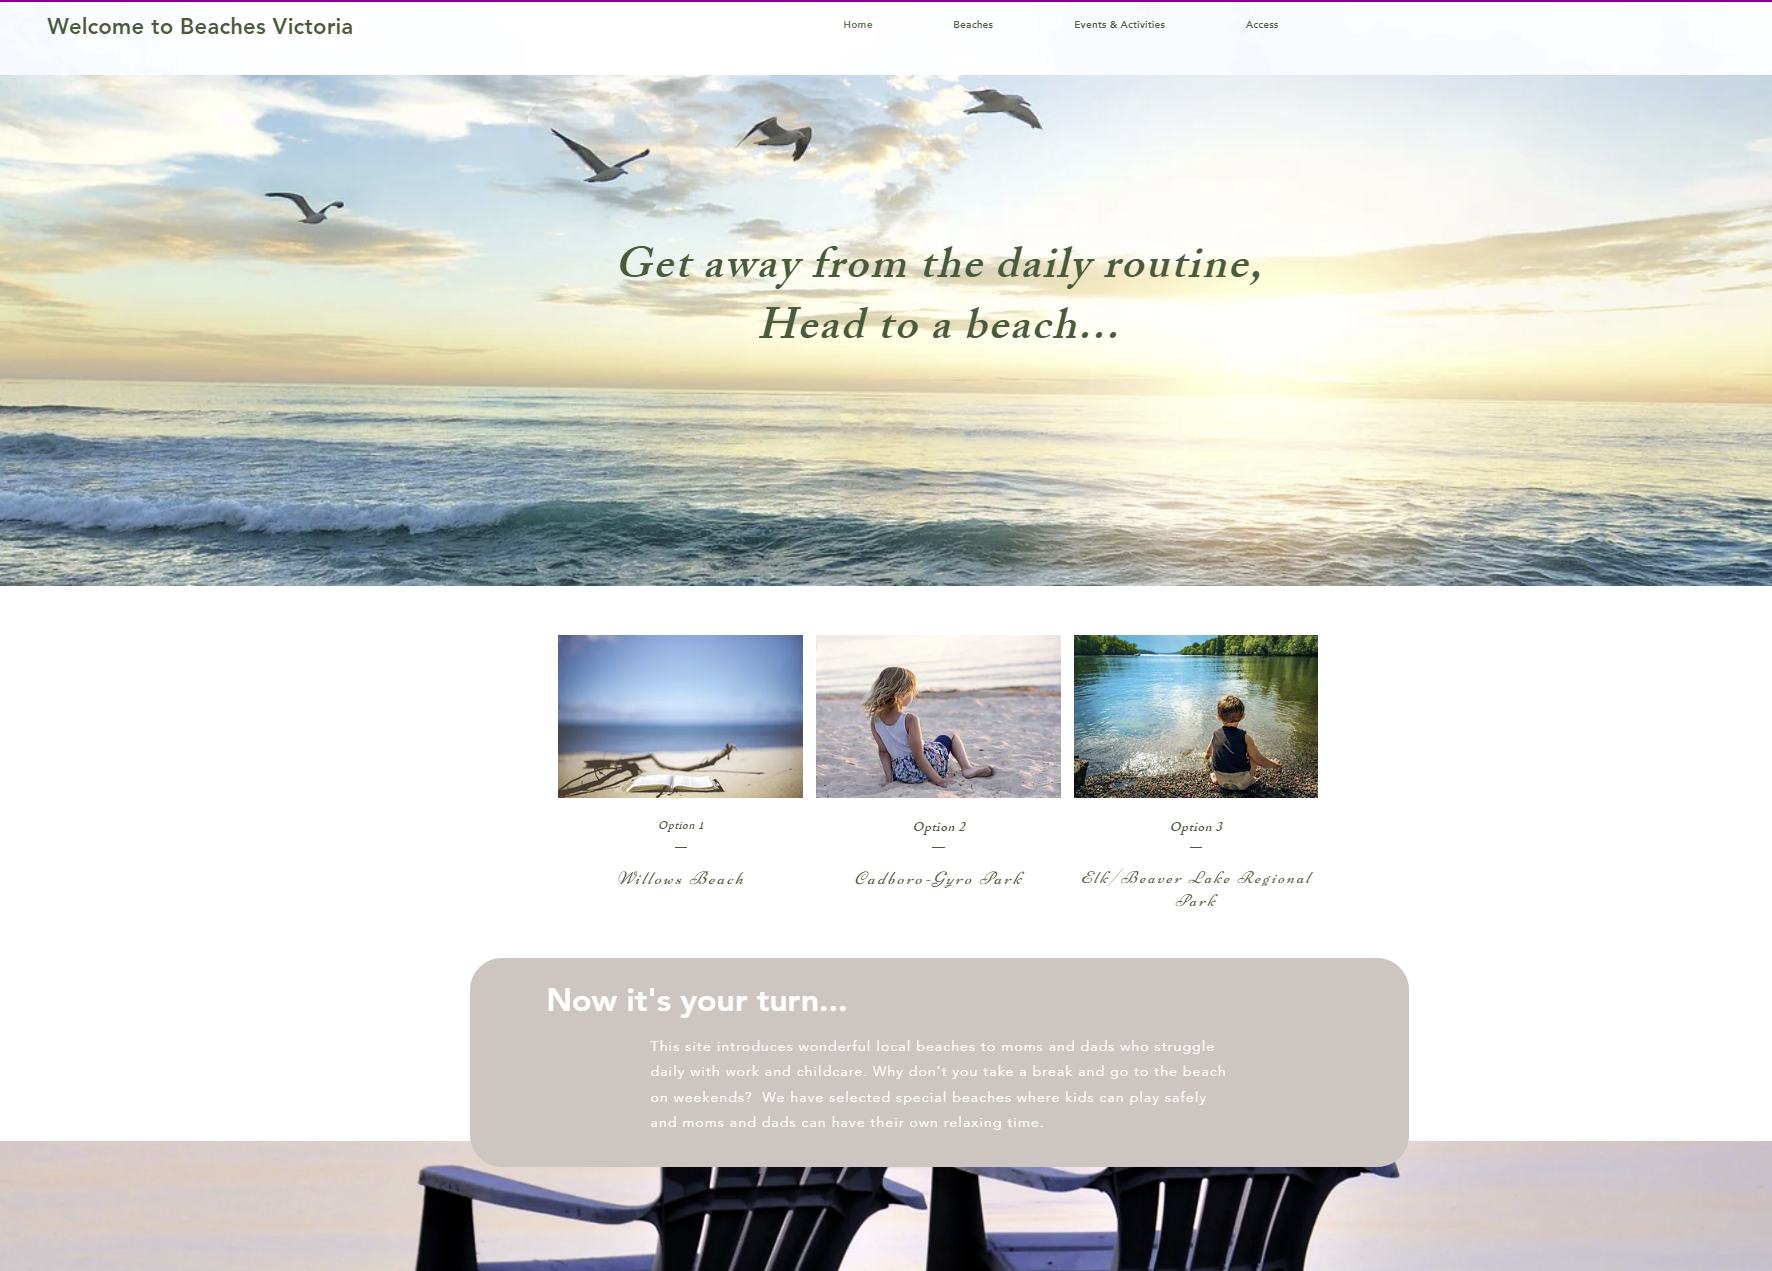 Welcome to Beaches Victoria
Home
Beaches
Events & Activities
Access
Get away from the daily routine,
Head to a beach...
Option 1
Willows Beach
Option 2
Cadboro-Gyro Park
Option 3
Elk/Beaver Lake Regional
Park
Now it's your turn...
This site introduces wonderful local beaches to moms and dads who struggle
daily with work and childcare. Why don't you take a break and go to the beach
on weekends?  We have selected special beaches where kids can play safely
and moms and dads can have their own relaxing time.